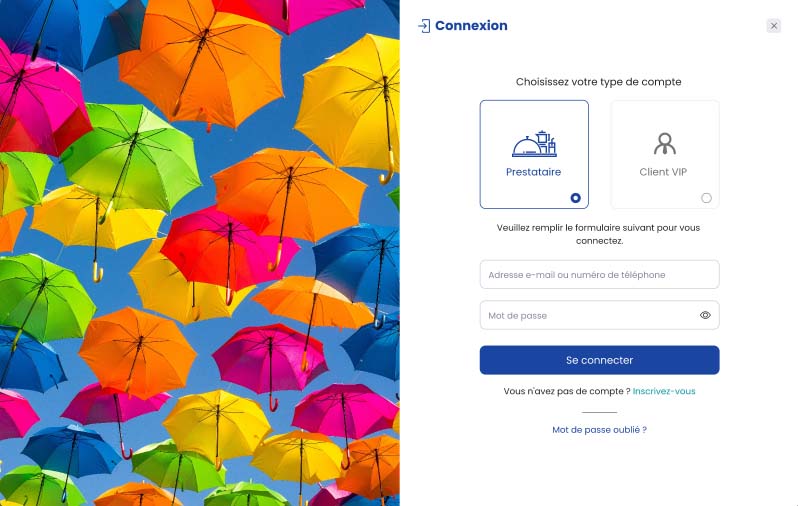 Connexion
Choisissez votre type de compte
Prestataire
Client VIP
Veuillez remplir le formulaire suivant pour vous
connectez.
Adresse e-mail ou numéro de téléphone
Mot de passe
Se connecter
Vous n'avez pas de compte ? Inscrivez-vous
Mot de passe oublié ?